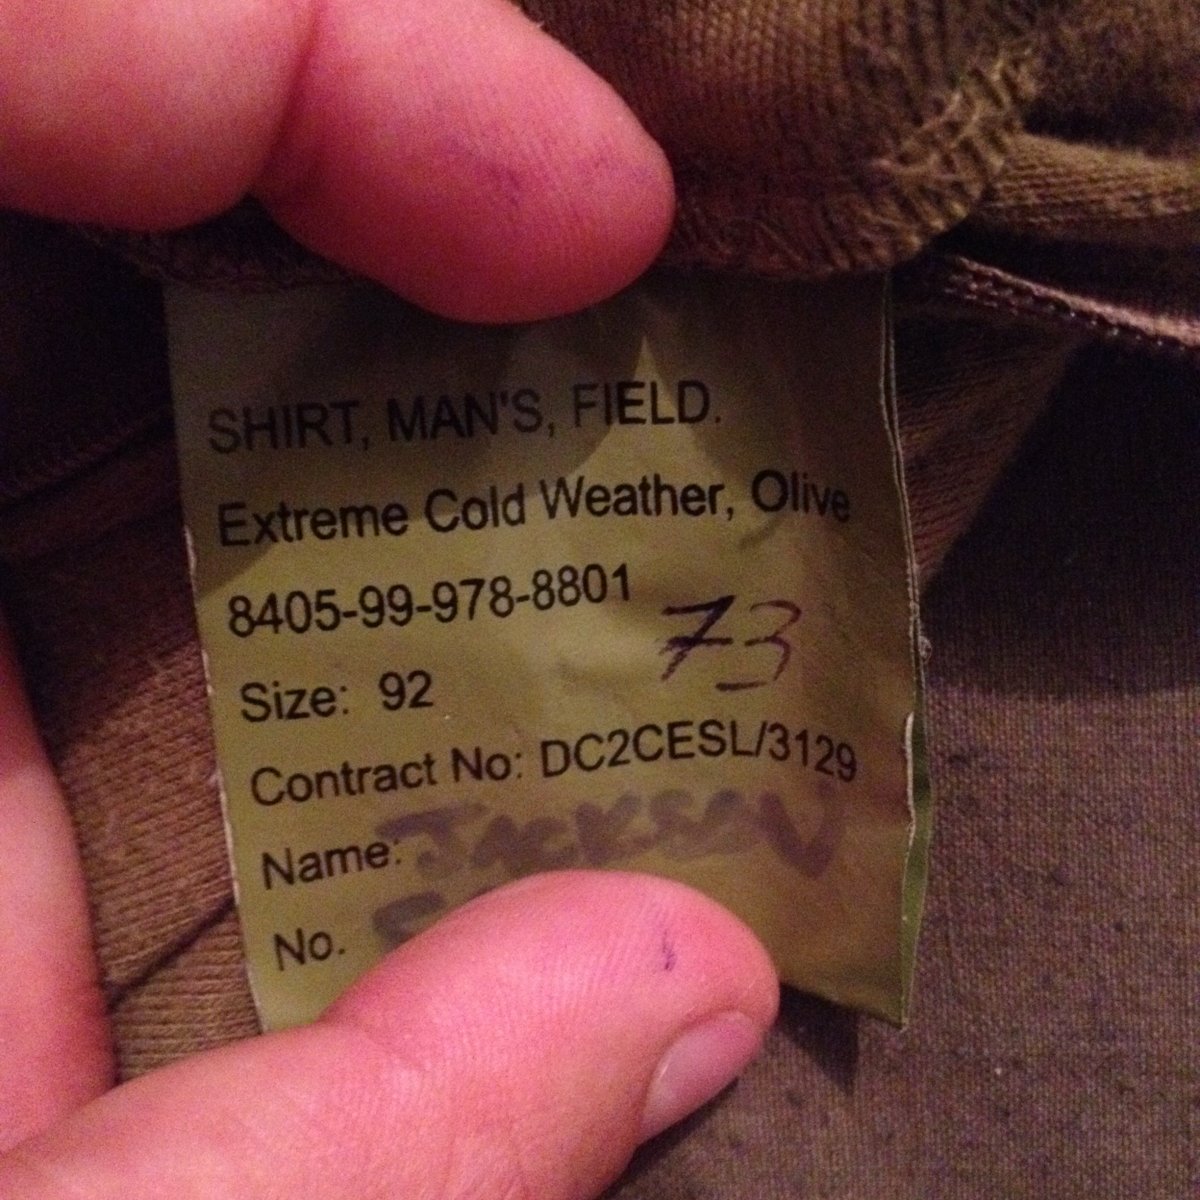 SHIRT, MAN'S, FIELD.
Extreme Cold Weather, Olive
8405-99-978-8801
73
Size: 92
Contract No: DC2CESL/3129
Name: JACKSON
No.